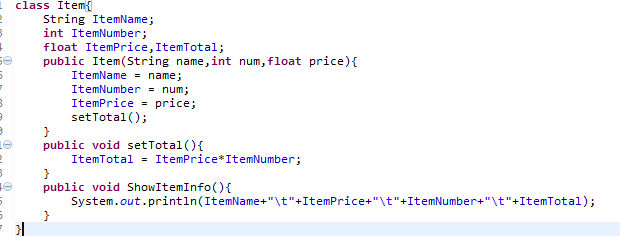 class Item{
    String ItemName;
    int ItemNumber;
    float ItemPrice,ItemTotal;
    public Item(String name,int num,float price){
        ItemName = name;
        ItemNumber = num;
        ItemPrice = price;
        setTotal();
    }
    public void setTotal(){
        ItemTotal = ItemPrice*ItemNumber;
    }
    public void ShowItemInfo(){
        System.out.println(ItemName+"\t"+ItemPrice+"\t"+ItemNumber+"\t"+ItemTotal);
    }
}